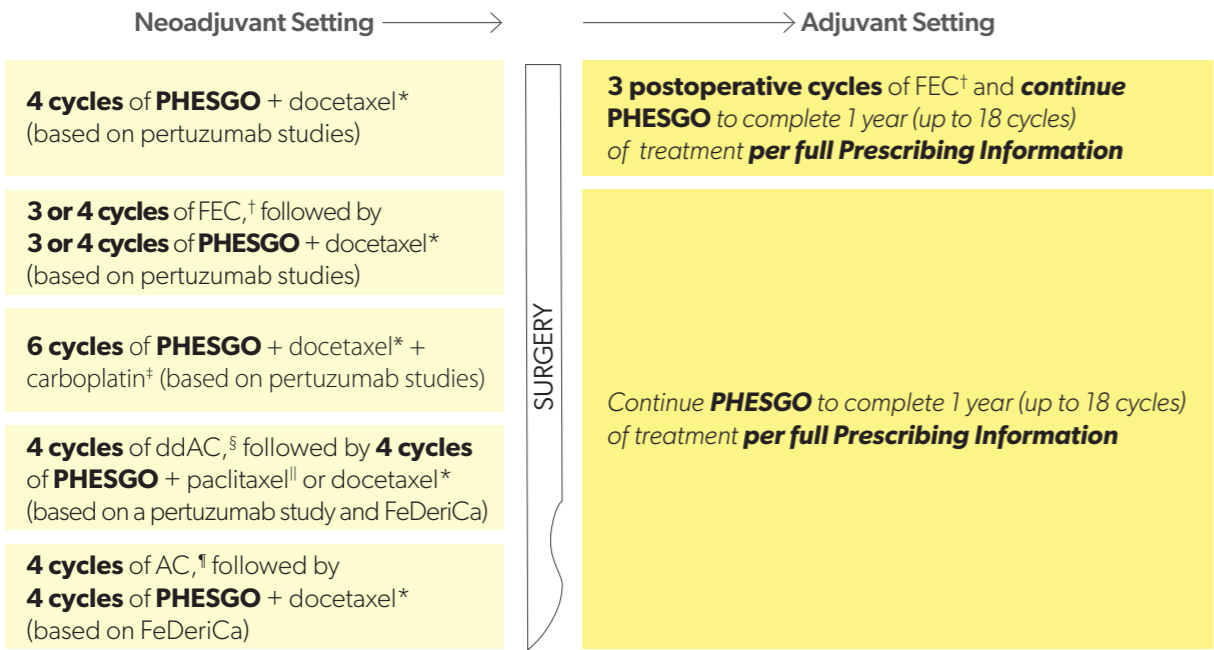 Neoadjuvant Setting
Adjuvant Setting
4 cycles of PHESGO + docetaxel*
(based on pertuzumab studies)
3 or 4 cycles of FEC,† followed by
3 or 4 cycles of PHESGO + docetaxel*
(based on pertuzumab studies)
6 cycles of PHESGO + docetaxel* +
carboplatin‡ (based on pertuzumab studies)
4 cycles of ddAC,§ followed by 4 cycles
of PHESGO + paclitaxel|| or docetaxel*
(based on a pertuzumab study and FeDeriCa)
4 cycles of AC,¶ followed by
4 cycles of PHESGO + docetaxel*
(based on FeDeriCa)
SURGERY
3 postoperative cycles of FEC† and continue
PHESGO to complete 1 year (up to 18 cycles)
of treatment per full Prescribing Information
Continue PHESGO to complete 1 year (up to 18 cycles)
of treatment per full Prescribing Information